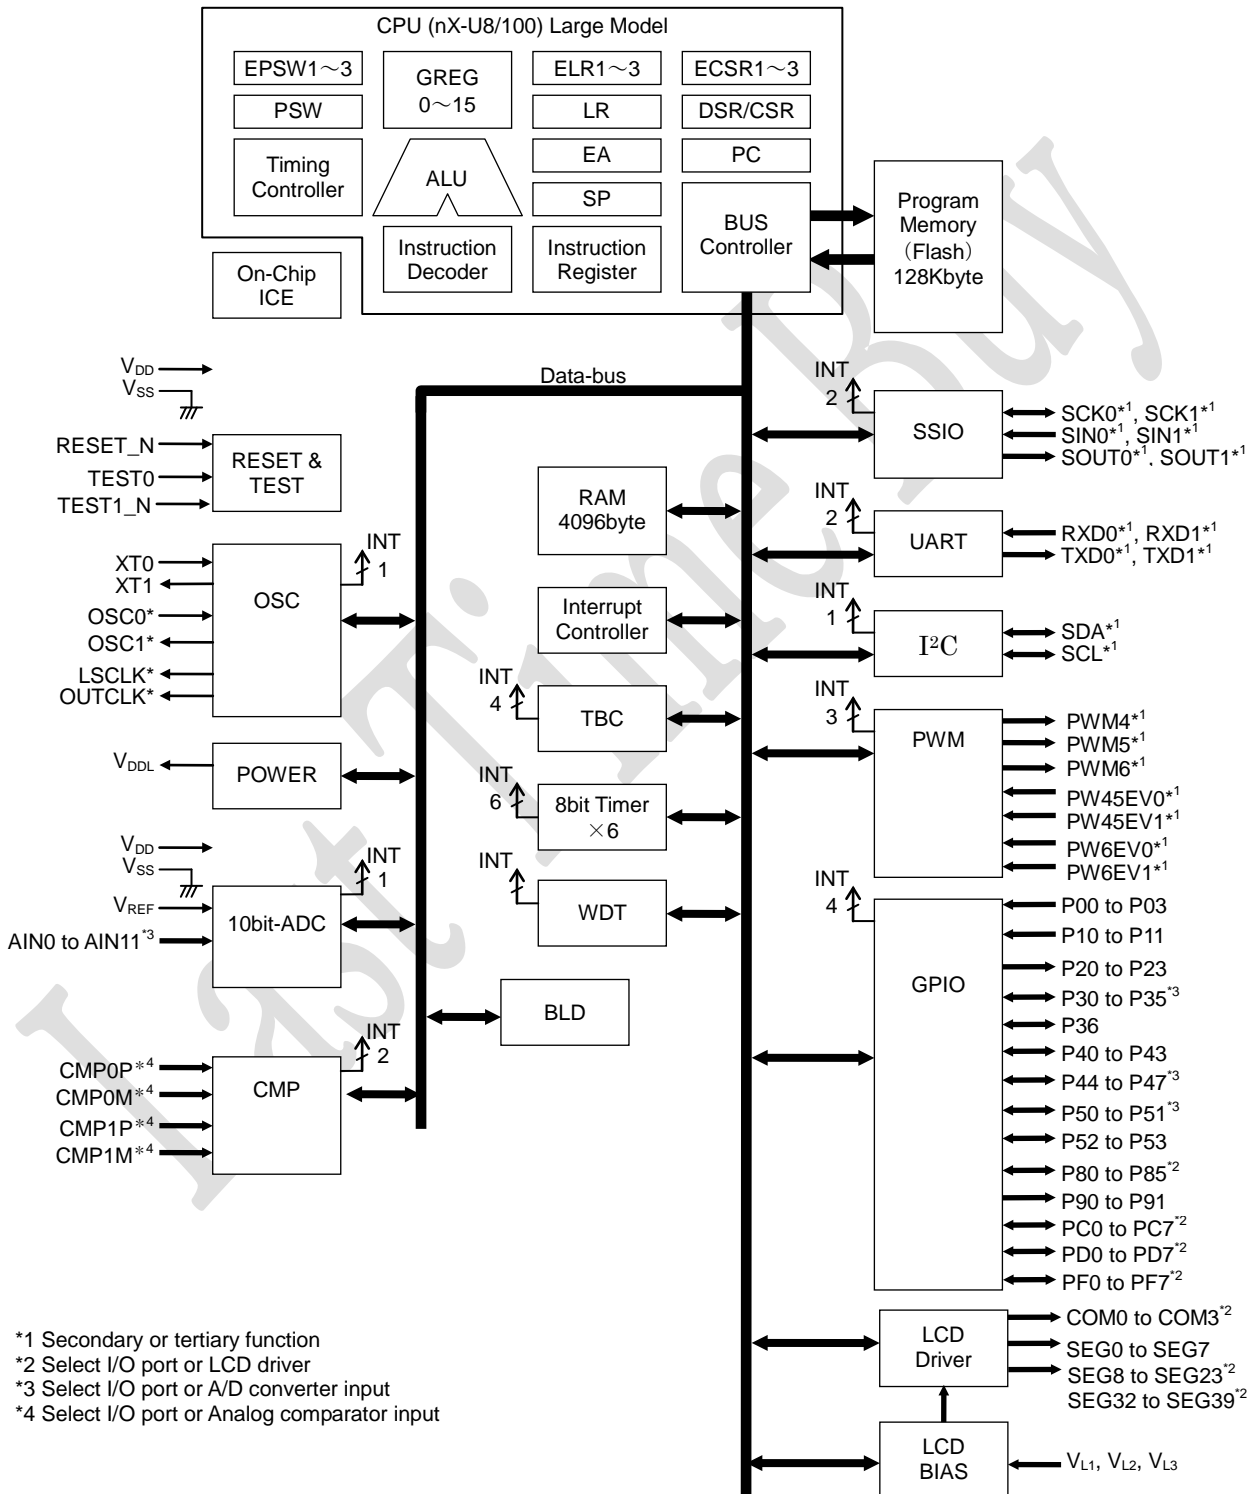 CPU (nX-U8/100) Large Model
EPSW1～3
GREG
0～15
ELR1～3
ECSR1～3
PSW
LR
DSR/CSR
Timing
Controller
ALU
EA
PC
SP
BUS
Controller
Program
Memory
（Flash）
128Kbyte
Instruction
Decoder
Instruction
Register
On-Chip
ICE
VDD
VSS
Data-bus
RESET_N
TEST0
TEST1_N
RESET &
TEST
XT0
XT1
OSC0*
OSC1*
LSCLK*
OUTCLK*
OSC
INT
1
VDDL
POWER
VDD
VSS
VREF
AIN0 to AIN11*3
10bit-ADC
INT
1
CMP0P*4
CMP0M*4
CMP1P*4
CMP1M*4
CMP
INT
2
RAM
4096byte
Interrupt
Controller
INT
4
TBC
INT
6
8bit Timer
×6
INT
WDT
BLD
INT
2
SSIO
SCK0*1, SCK1*1
SIN0*1, SIN1*1
SOUT0*1, SOUT1*1
INT
2
UART
RXD0*1, RXD1*1
TXD0*1, TXD1*1
INT
1
I²C
SDA*1
SCL*1
INT
3
PWM
PWM4*1
PWM5*1
PWM6*1
PW45EV0*1
PW45EV1*1
PW6EV0*1
PW6EV1*1
INT
4
GPIO
P00 to P03
P10 to P11
P20 to P23
P30 to P35*3
P36
P40 to P43
P44 to P47*3
P50 to P51*3
P52 to P53
P80 to P85*2
P90 to P91
PC0 to PC7*2
PD0 to PD7*2
PF0 to PF7*2
LCD
Driver
COM0 to COM3*2
SEG0 to SEG7
SEG8 to SEG23*2
SEG32 to SEG39*2
LCD
BIAS
VL1, VL2, VL3
*1 Secondary or tertiary function
*2 Select I/O port or LCD driver
*3 Select I/O port or A/D converter input
*4 Select I/O port or Analog comparator input
Last Time Buy